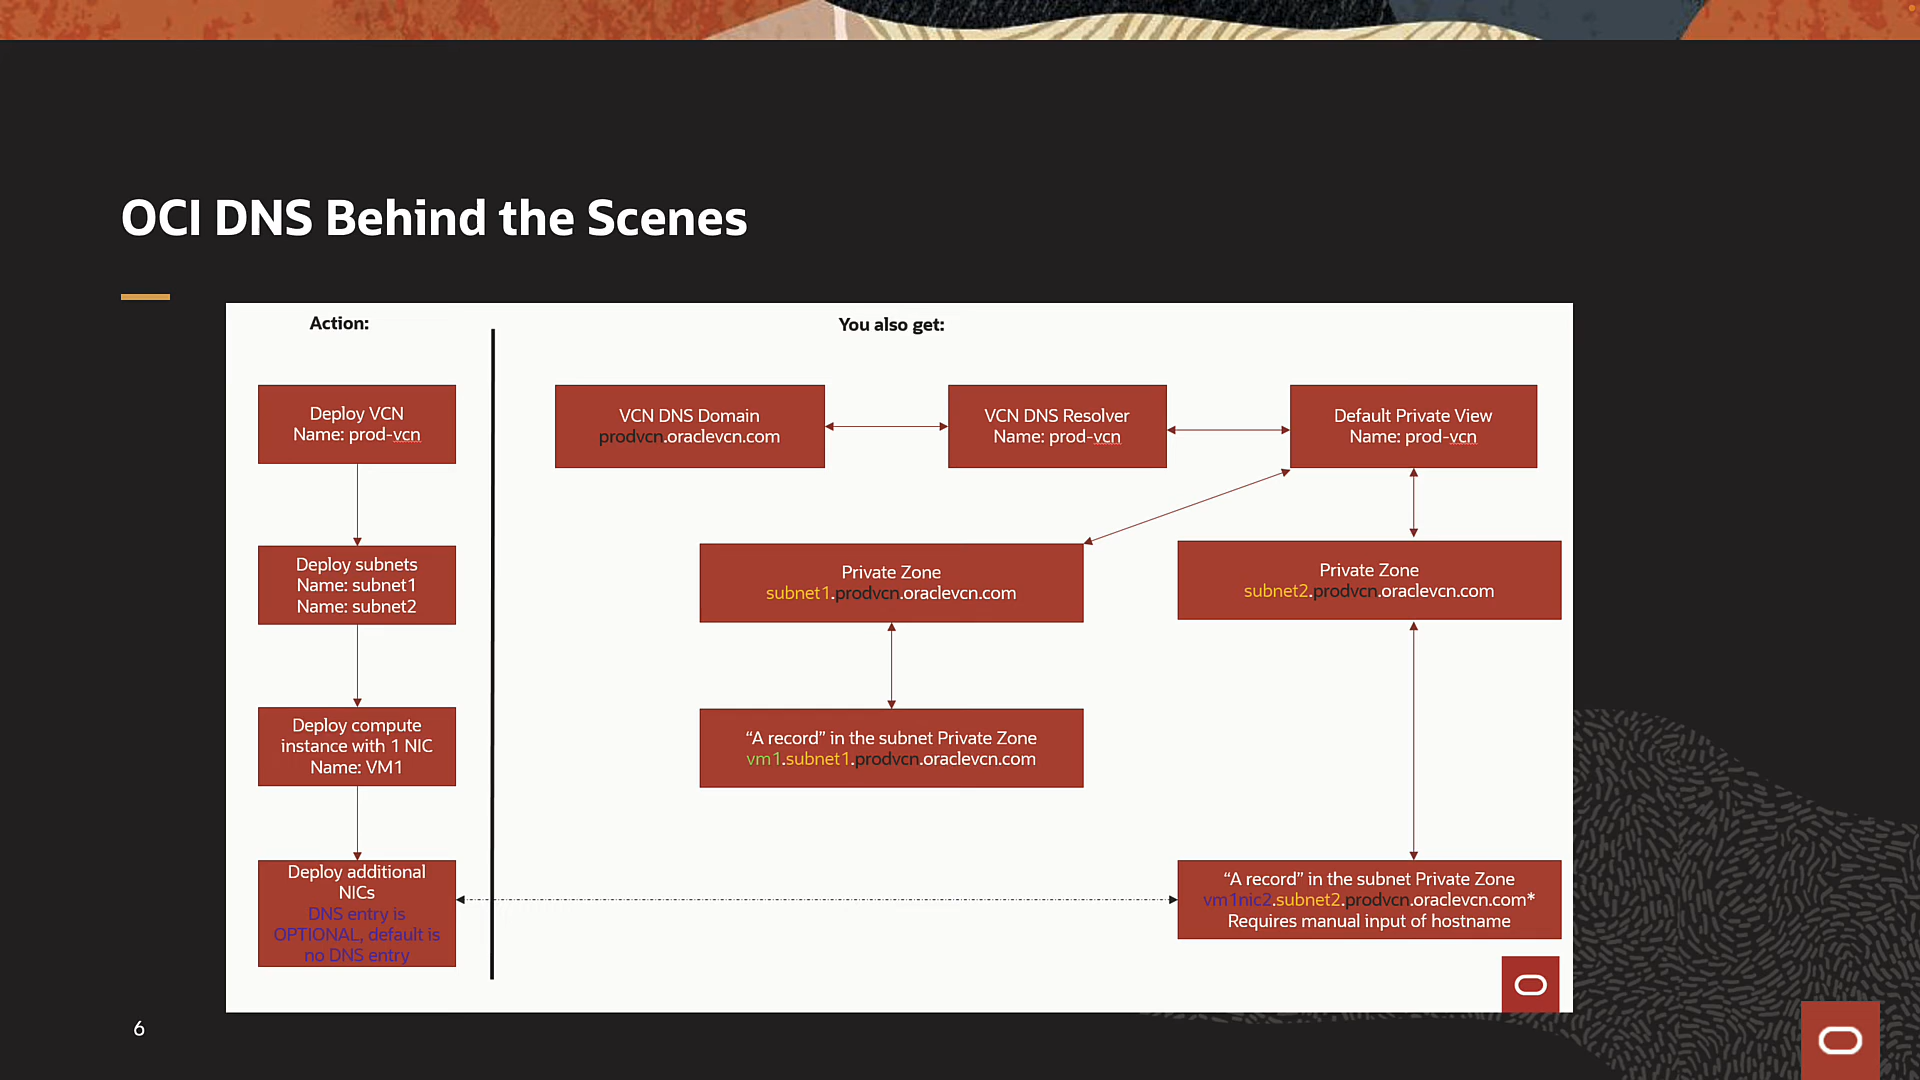 OCI DNS Behind the Scenes
Action:
You also get:
Deploy VCN
Name: prod-vcn
VCN DNS Domain
prodvcn.oraclevcn.com
VCN DNS Resolver
Name: prod-vcn
Default Private View
Name: prod-vcn
Deploy subnets
Name: subnet1
Name: subnet2
Private Zone
subnet1.prodvcn.oraclevcn.com
Private Zone
subnet2.prodvcn.oraclevcn.com
Deploy compute
instance with 1 NIC
Name: VM1
“A record” in the subnet Private Zone
vm1.subnet1.prodvcn.oraclevcn.com
Deploy additional
NICs
DNS entry is
OPTIONAL, default is
no DNS entry
“A record” in the subnet Private Zone
vm1nic2.subnet2.prodvcn.oraclevcn.com*
Requires manual input of hostname
6